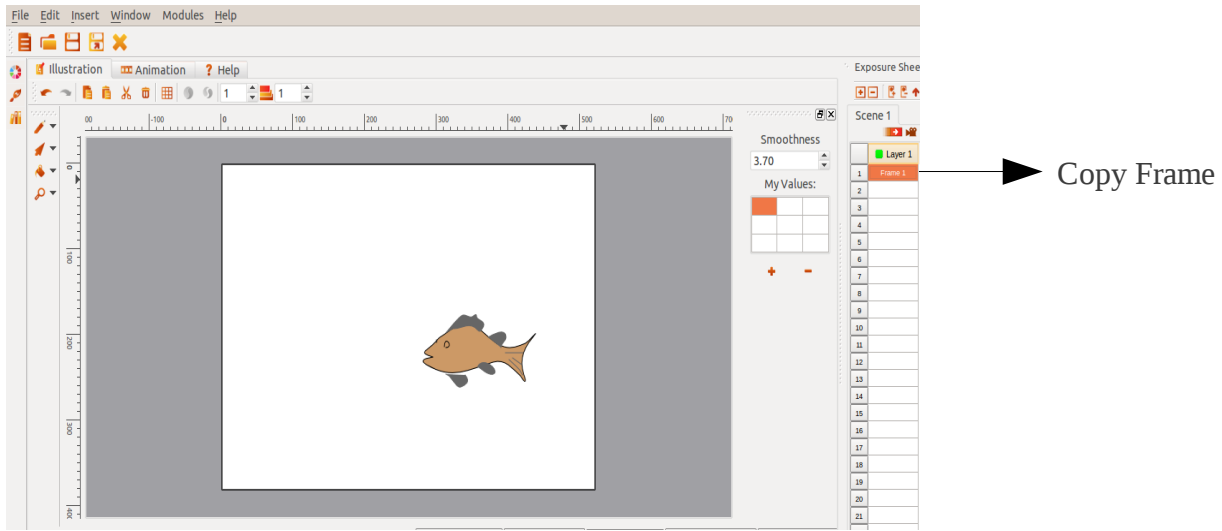 File Edit Insert Window Modules Help
Illustration Animation ? Help
Exposure Shee
1 1
Scene 1
00 -100 0 100 200 300 400 500 600 70
Smoothness
3.70
My Values:
Layer 1
1 Frame 1
Copy Frame
2
3
4
5
6
7
8
9
10
11
12
13
14
15
16
17
18
19
20
21
0
100
200
300
400